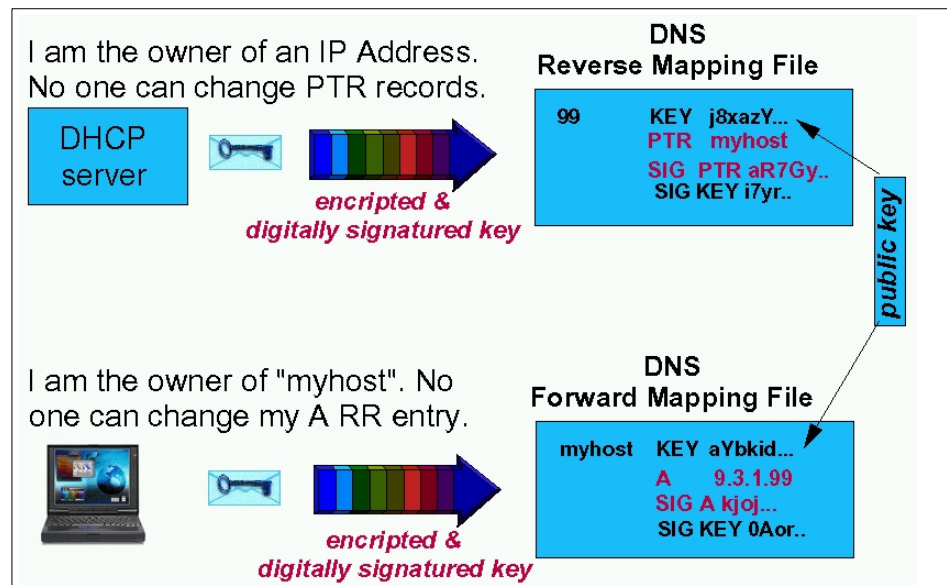 I am the owner of an IP Address.
No one can change PTR records.
DHCP
server
encripted &
digitally signatured key
DNS
Reverse Mapping File
99 KEY j8xazY...
PTR myhost
SIG PTR aR7Gy..
SIG KEY i7yr..
public key
I am the owner of "myhost". No
one can change my A RR entry.
encripted &
digitally signatured key
DNS
Forward Mapping File
myhost KEY aYbkid...
A 9.3.1.99
SIG A kjoj...
SIG KEY 0Aor..